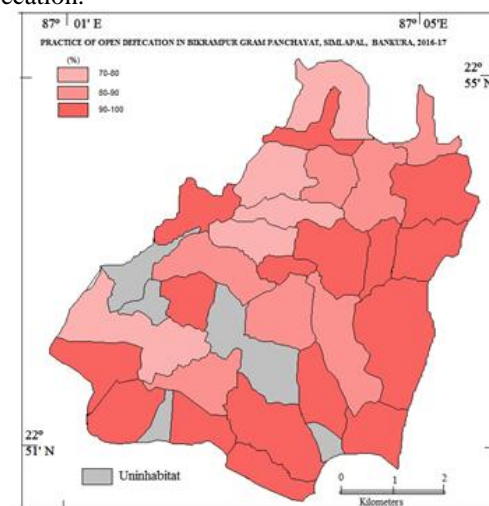 eccation.
87° 01' E 87° 05'E
PRACTICE OF OPEN DEFECATION IN BIKRAMPUR GRAM PANCHAYAT, SIMLAPAL, BANKURA, 2016-17
(%)
70-80
80-90
90-100
22°
55' N
22°
51' N
Uninhabitat
0 1 2
Kilometers